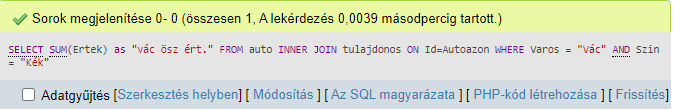 Sorok megjelenítése 0- 0 (összesen 1, A lekérdezés 0,0039 másodpercig tartott.)
SELECT SUM(Ertek) as "vác ösz ért." FROM auto INNER JOIN tulajdonos ON Id=Autoazon WHERE Varos = "Vác" AND Szin
= "Kék"
Adatgyűjtés [Szerkesztés helyben] [ Módosítás ] [ Az SQL magyarázata ] [ PHP-kód létrehozása ] [ Frissítés]